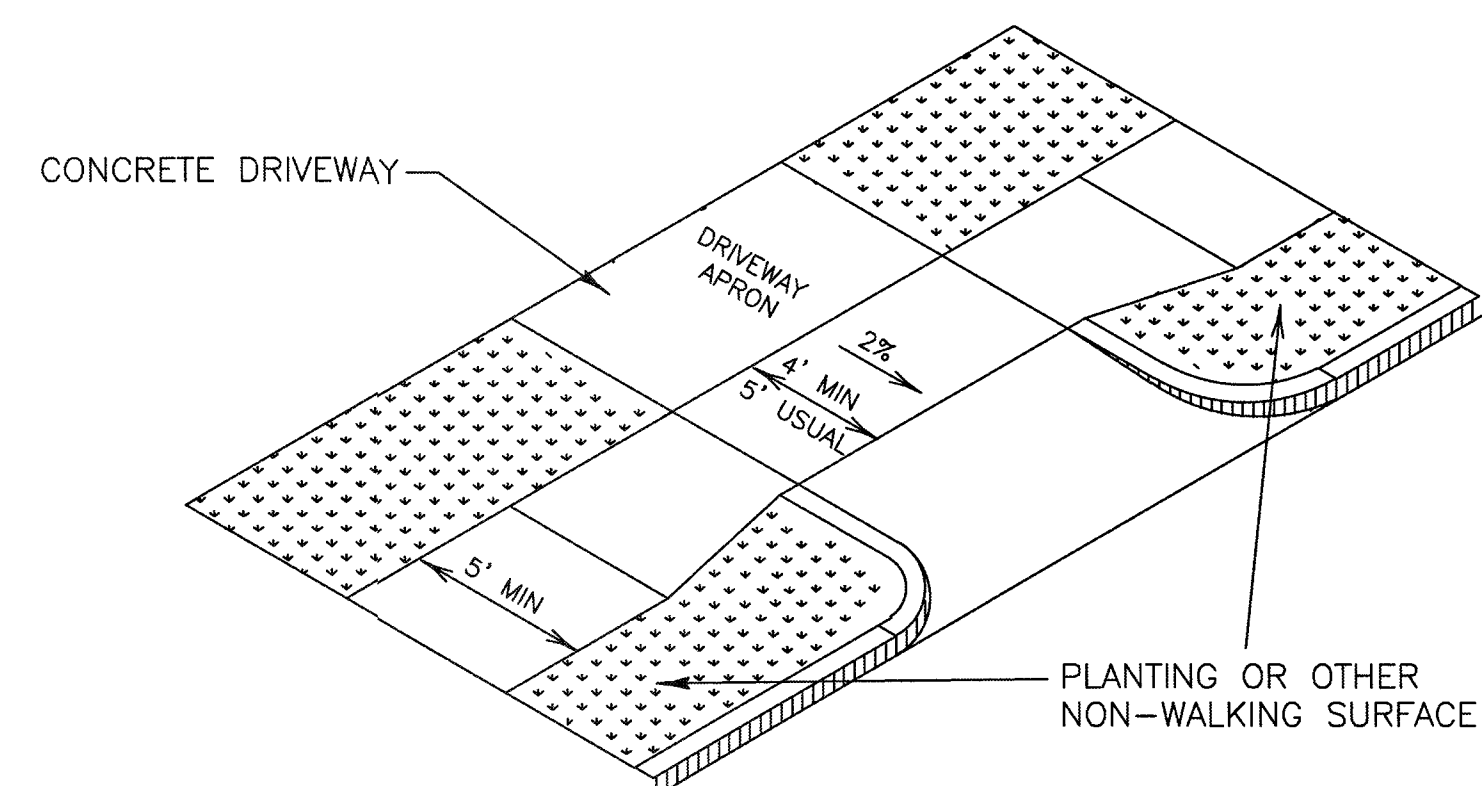 CONCRETE DRIVEWAY
DRIVEWAY
APRON
2%
4' MIN
5' USUAL
5' MIN
PLANTING OR OTHER
NON-WALKING SURFACE